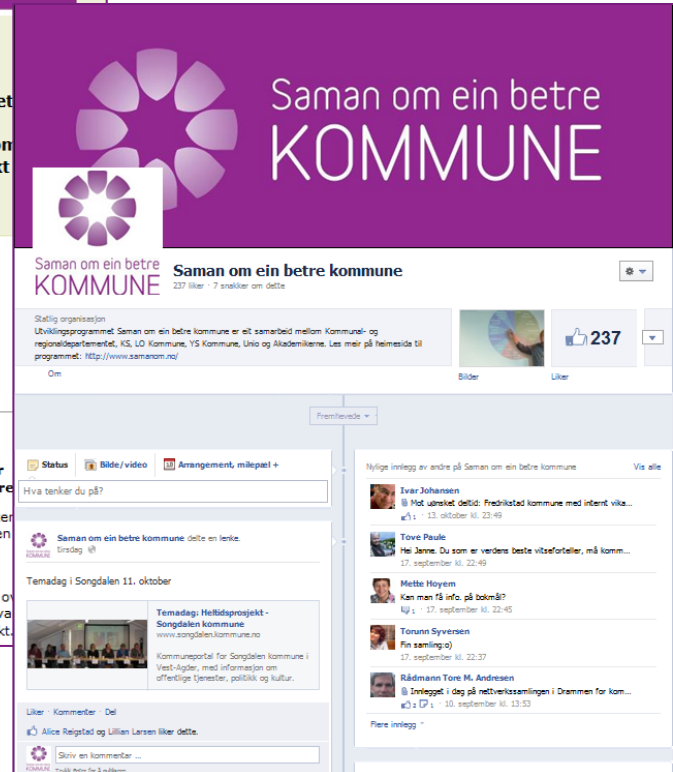 Saman om ein betre
KOMMUNE
Saman om ein betre
KOMMUNE
Saman om ein betre kommune
237 liker · 7 snakker om dette
Statlig organisasjon
Utviklingsprogrammet Saman om ein betre kommune er eit samarbeid mellom Kommunal- og
regionaldepartementet, KS, LO Kommune, YS Kommune, Unio og Akademikerne. Les meir på heimesida til
programmet: http://www.samanom.no/
Om
237
Bilder
Liker
Fremhevede
Status
Bilde/video
Arrangement, milepæl +
Hva tenker du på?
Saman om ein betre kommune delte en lenke.
tirsdag
Temadag i Songdalen 11. oktober
Temadag: Heltidsprosjekt -
Songdalen kommune
www.songdalen.kommune.no
Kommuneportal for Songdalen kommune i
Vest-Agder, med informasjon om
offentlige tjenester, politikk og kultur.
Liker · Kommenter · Del
Alice Reigstad og Lillian Larsen liker dette.
Skriv en kommentar ...
Nylige innlegg av andre på Saman om ein betre kommune
Vis alle
Ivar Johansen
Mot uønsket deltid: Fredrikstad kommune med internt vika...
1 · 13. oktober kl. 23:49
Tove Paule
Hei Janne. Du som er verdens beste vitseforteller, må komm...
17. september kl. 22:49
Mette Hoyem
Kan man få info. på bokmål?
1 · 17. september kl. 22:45
Torunn Syversen
Fin samling:o)
17. september kl. 22:37
Rådmann Tore M. Andresen
Innlegget i dag på nettverkssamlingen i Drammen for kom...
2 1 · 10. september kl. 13:53
Flere innlegg